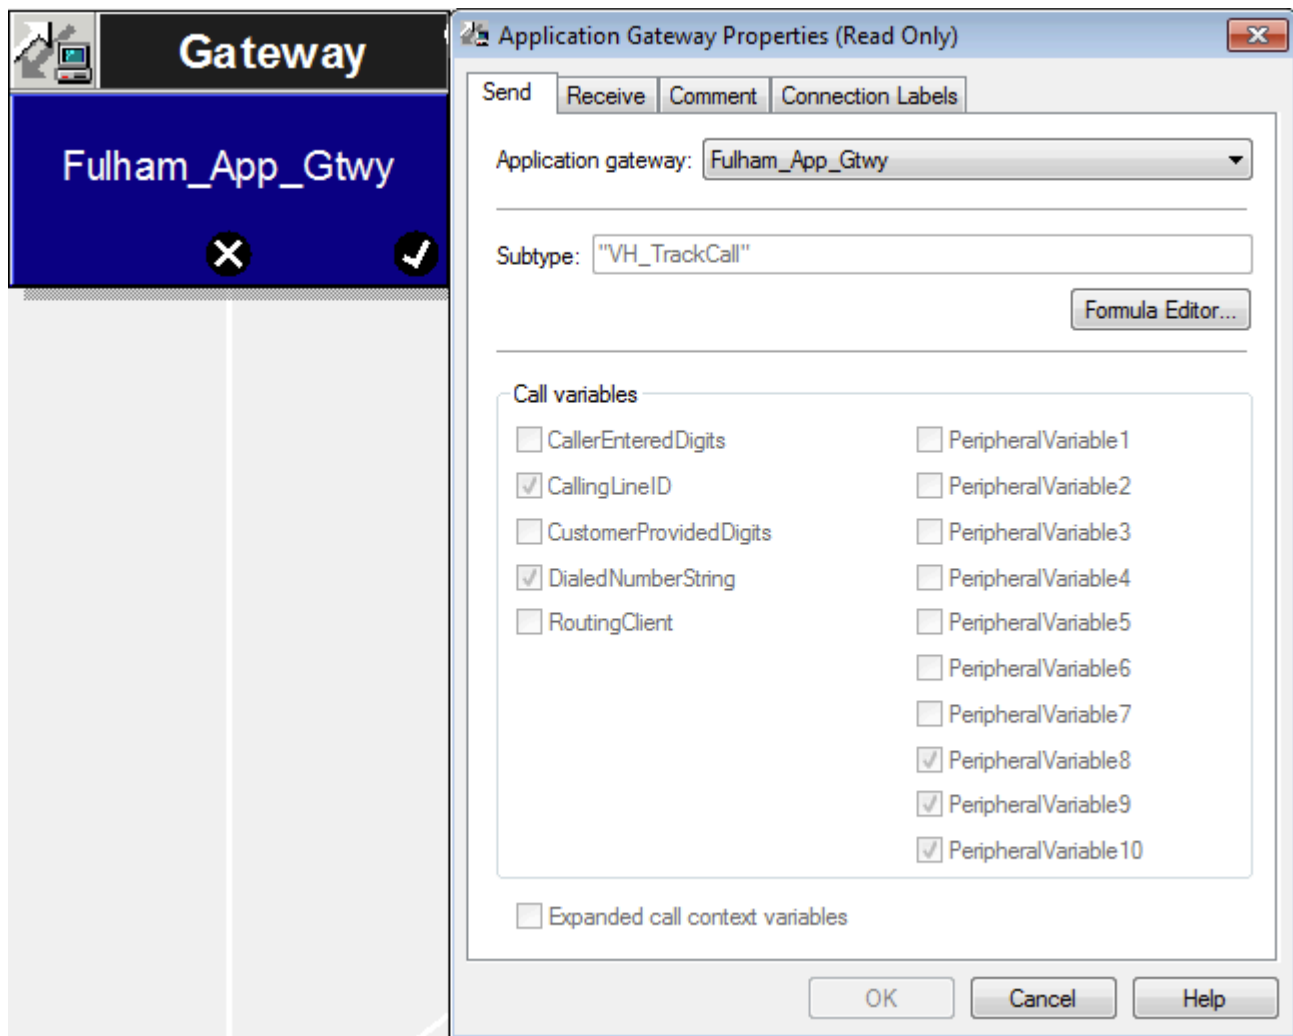 Gateway
Fulham_App_Gtwy
Application Gateway Properties (Read Only)
Send Receive Comment Connection Labels
Application gateway: Fulham_App_Gtwy
Subtype: "VH_TrackCall"
Formula Editor...
Call variables
CallerEnteredDigits PeripheralVariable1
CallingLineID PeripheralVariable2
CustomerProvidedDigits PeripheralVariable3
DialedNumberString PeripheralVariable4
RoutingClient PeripheralVariable5
PeripheralVariable6
PeripheralVariable7
PeripheralVariable8
PeripheralVariable9
PeripheralVariable10
Expanded call context variables
OK Cancel Help